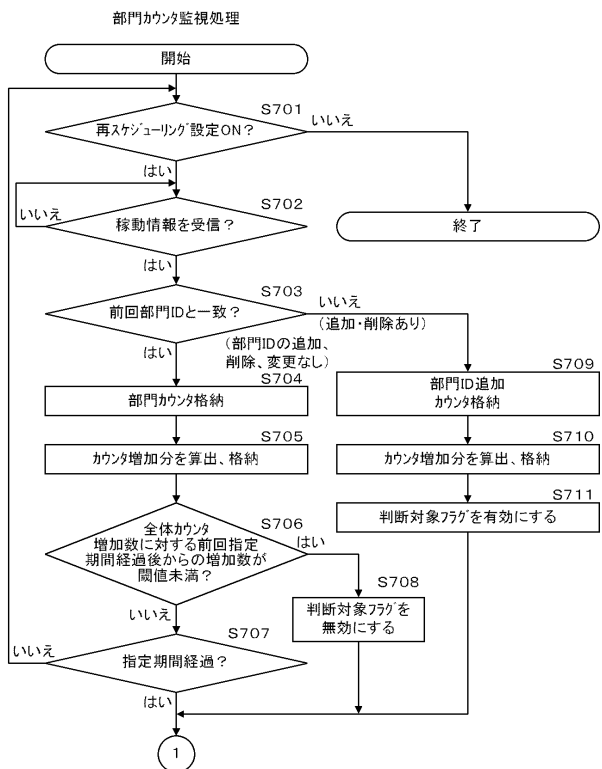 部門カウンタ監視処理
開始
S701
再スケジューリング設定ON？
いいえ
はい
S702
いいえ
稼動情報を受信？
終了
はい
S703
前回部門IDと一致？
いいえ
(追加・削除あり)
はい
(部門IDの追加、
削除、変更なし)
S704
部門カウンタ格納
S709
部門ID追加
カウンタ格納
S705
カウンタ増加分を算出、格納
S710
カウンタ増加分を算出、格納
S706
全体カウンタ
増加数に対する前回指定
期間経過後からの増加数が
閾値未満？
はい
S711
判断対象フラグを有効にする
S708
判断対象フラグを
無効にする
いいえ
S707
いいえ
指定期間経過？
はい
1